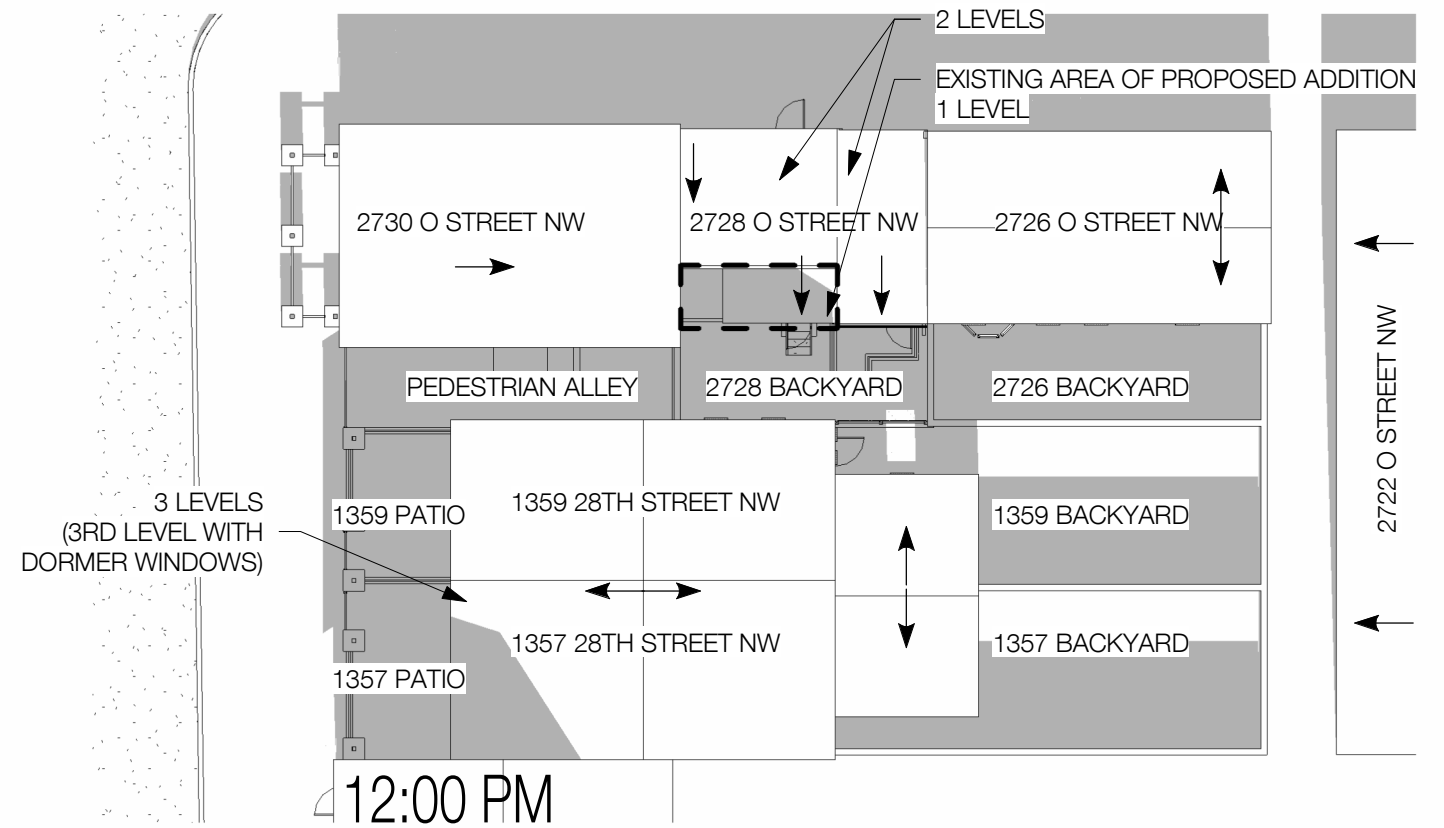 2 LEVELS
EXISTING AREA OF PROPOSED ADDITION
1 LEVEL
2730 O STREET NW
2728 O STREET NW
2726 O STREET NW
PEDESTRIAN ALLEY
2728 BACKYARD
2726 BACKYARD
2722 O STREET NW
3 LEVELS
(3RD LEVEL WITH
DORMER WINDOWS)
1359 PATIO
1359 28TH STREET NW
1359 BACKYARD
1357 28TH STREET NW
1357 BACKYARD
1357 PATIO
12:00 PM